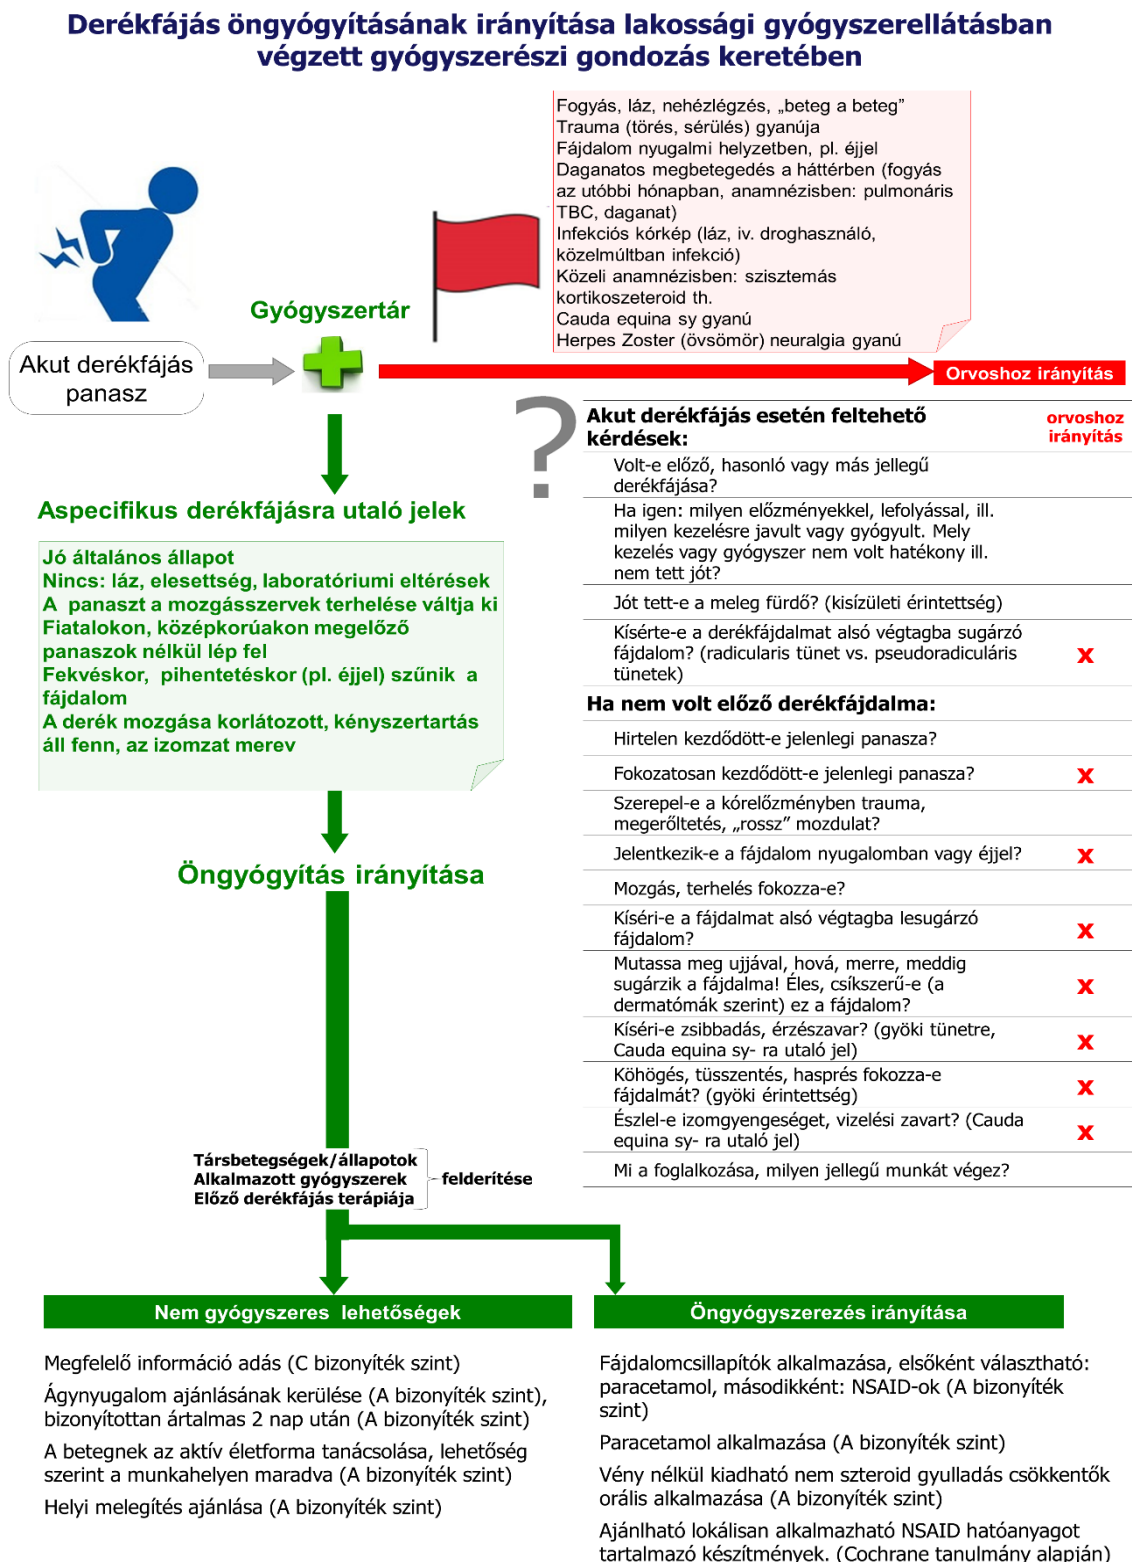 Derékfájás öngyógyításának irányítása lakossági gyógyszerellátásban
végzett gyógyszerészi gondozás keretében
Fogyás, láz, nehézlégzés, „beteg a beteg”
Trauma (törés, sérülés) gyanúja
Fájdalom nyugalmi helyzetben, pl. éjjel
Daganatos megbetegedés a háttérben (fogyás
az utóbbi hónapban, anamnézisben: pulmonáris
TBC, daganat)
Infekciós kórkép (láz, iv. droghasználó,
közelmúltban infekció)
Közeli anamnézisben: szisztemás
kortikoszeteroid th.
Cauda equina sy gyanú
Herpes Zoster (övsömör) neuralgia gyanú
Gyógyszertár
Akut derékfájás
panasz
Orvoshoz irányítás
?
Akut derékfájás esetén feltehető
kérdések:
orvoshoz
irányítás
Volt-e előző, hasonló vagy más jellegű
derékfájása?
Ha igen: milyen előzményekkel, lefolyással, ill.
milyen kezelésre javult vagy gyógyult. Mely
kezelés vagy gyógyszer nem volt hatékony ill.
nem tett jót?
Jót tett-e a meleg fürdő? (kisízületi érintettség)
Kísérte-e a derékfájdalmat alsó végtagba sugárzó
fájdalom? (radicularis tünet vs. pseudoradiculáris
tünetek)
x
Ha nem volt előző derékfájdalma:
Hirtelen kezdődött-e jelenlegi panasza?
Fokozatosan kezdődött-e jelenlegi panasza?
x
Szerepel-e a kórelőzményben trauma,
megerőltetés, „rossz” mozdulat?
Jelentkezik-e a fájdalom nyugalomban vagy éjjel?
x
Mozgás, terhelés fokozza-e?
Kíséri-e a fájdalmat alsó végtagba lesugárzó
fájdalom?
x
Mutassa meg ujjával, hová, merre, meddig
sugárzik a fájdalma! Éles, csíkszerű-e (a
dermatómák szerint) ez a fájdalom?
x
Kíséri-e zsibbadás, érzészavar? (gyöki tünetre,
Cauda equina sy- ra utaló jel)
x
Köhögés, tüsszentés, hasprés fokozza-e
fájdalmát? (gyöki érintettség)
x
Észlel-e izomgyengeséget, vizelési zavart? (Cauda
equina sy- ra utaló jel)
x
Mi a foglalkozása, milyen jellegű munkát végez?
Aspecifikus derékfájásra utaló jelek
Jó általános állapot
Nincs: láz, elesettség, laboratóriumi eltérések
A panaszt a mozgásszervek terhelése váltja ki
Fiatalokon, középkorúakon megelőző
panaszok nélkül lép fel
Fekvéskor, pihentetéskor (pl. éjjel) szűnik a
fájdalom
A derék mozgása korlátozott, kényszertartás
áll fenn, az izomzat merev
Öngyógyítás irányítása
Társbetegségek/állapotok
Alkalmazott gyógyszerek
Előző derékfájás terápiája
felderítése
Nem gyógyszeres lehetőségek
Megfelelő információ adás (C bizonyíték szint)
Ágynyugalom ajánlásának kerülése (A bizonyíték szint),
bizonyítottan ártalmas 2 nap után (A bizonyíték szint)
A betegnek az aktív életforma tanácsolása, lehetőség
szerint a munkahelyen maradva (A bizonyíték szint)
Helyi melegítés ajánlása (A bizonyíték szint)
Öngyógyszerezés irányítása
Fájdalomcsillapítók alkalmazása, elsőként választható:
paracetamol, másodikként: NSAID-ok (A bizonyíték
szint)
Paracetamol alkalmazása (A bizonyíték szint)
Vény nélkül kiadható nem szteroid gyulladás csökkentők
orális alkalmazása (A bizonyíték szint)
Ajánlható lokálisan alkalmazható NSAID hatóanyagot
tartalmazó készítmények. (Cochrane tanulmány alapján)